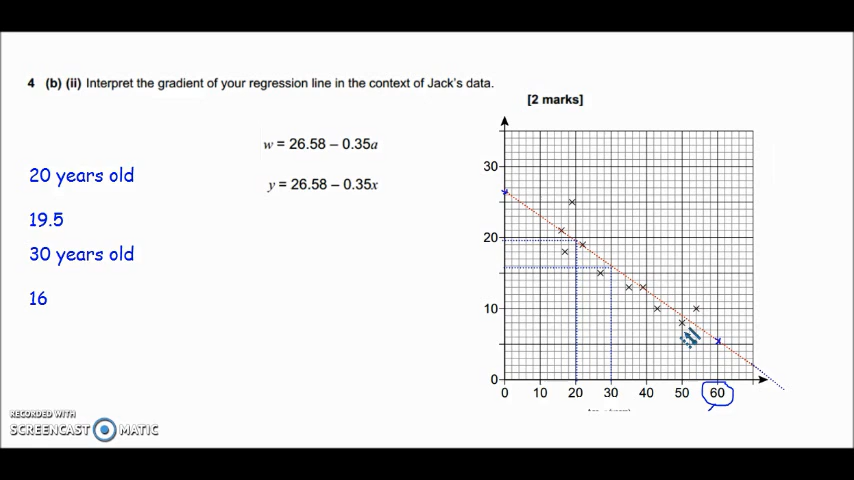 4 (b) (ii) Interpret the gradient of your regression line in the context of Jack's data.
[2 marks]
w = 26.58 – 0.35a
20 years old
y = 26.58 – 0.35x
19.5
30 years old
16
30
20
10
0
0 10 20 30 40 50 60
RECORDED WITH
SCREENCAST MATIC